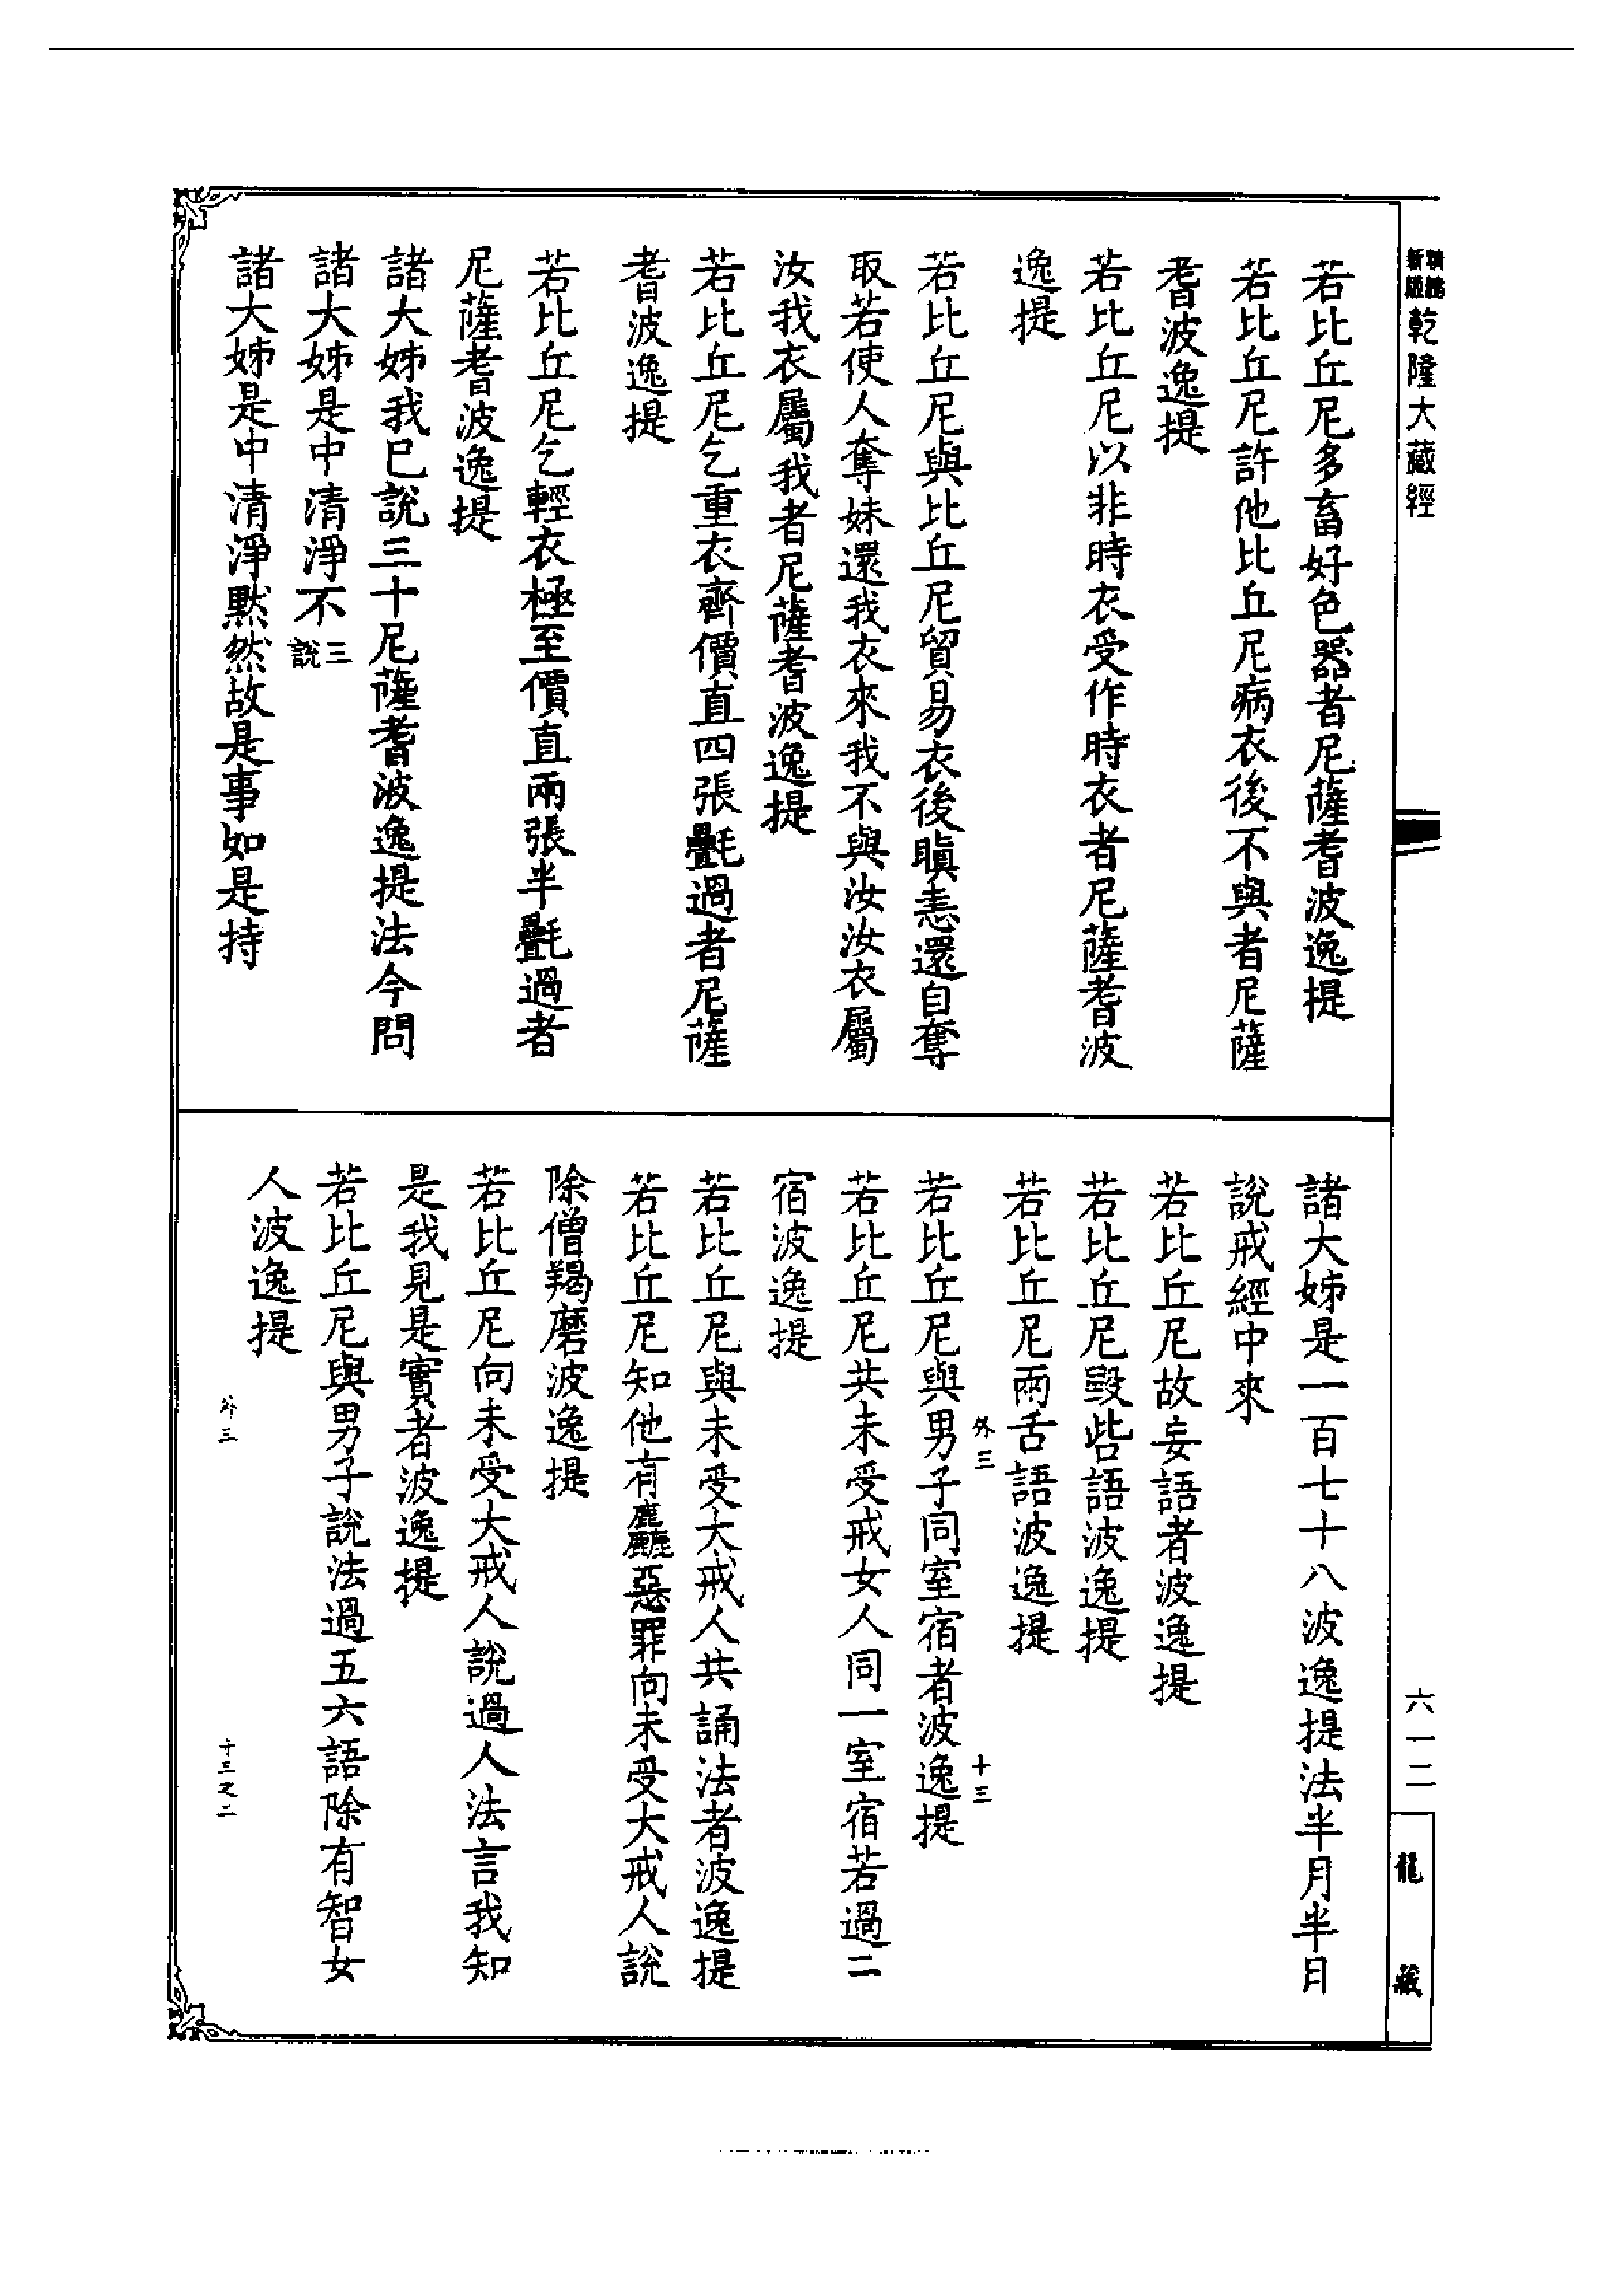 乾隆大藏經
六一二
龍藏
若比丘尼多畜好色器者尼薩耆波逸提
若比丘尼許他比丘尼病衣後不與者尼薩
耆波逸提
若比丘尼以非時衣受作時衣者尼薩耆波
逸提
若比丘尼與比丘尼貿易衣後瞋恚還自奪
取若使人奪妹還我衣來我不與汝汝衣屬
汝我衣屬我者尼薩耆波逸提
若比丘尼乞重衣齊價直四張㲲過者尼薩
耆波逸提
若比丘尼乞輕衣極至價直兩張半㲲過者
尼薩耆波逸提
諸大姊我已說三十尼薩耆波逸提法今問
諸大姊是中清淨不三說
諸大姊是中清淨默然故是事如是持
諸大姊是一百七十八波逸提法半月半月
說戒經中來
若比丘尼故妄語者波逸提
若比丘尼毀呰語波逸提
若比丘尼兩舌語波逸提
外三 十三
若比丘尼與男子同室宿者波逸提
若比丘尼共未受戒女人同一室宿若過二
宿波逸提
若比丘尼與未受大戒人共誦法者波逸提
若比丘尼知他有麤惡罪向未受大戒人說
除僧羯磨波逸提
若比丘尼向未受大戒人說過人法言我知
是我見是實者波逸提
若比丘尼與男子說法過五六語除有智女
人波逸提
外三 十三之二